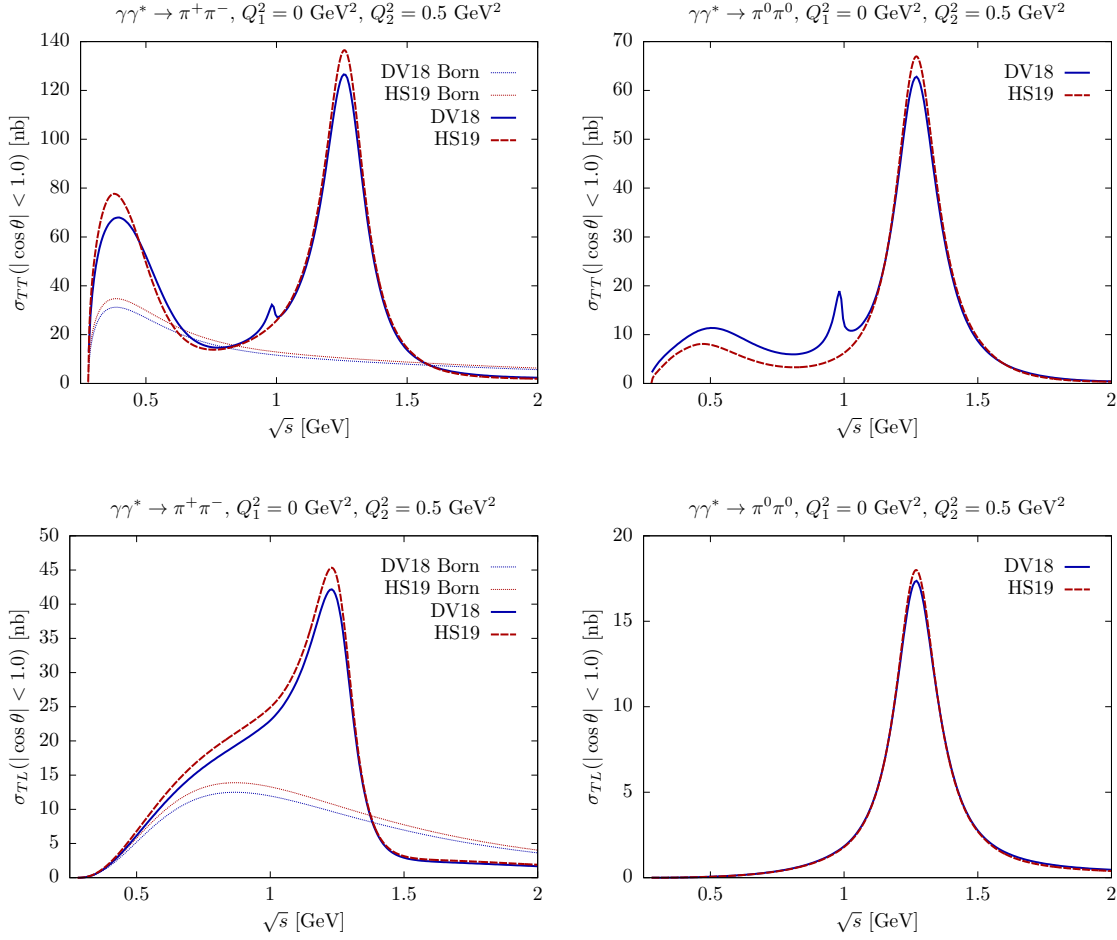 γγ* → π⁺π⁻, Q₁² = 0 GeV², Q₂² = 0.5 GeV²
σ_TT(| cos θ| < 1.0) [nb]
140
120
100
80
60
40
20
0
DV18 Born
HS19 Born
DV18
HS19
0.5 1 1.5 2
√s [GeV]
γγ* → π⁰π⁰, Q₁² = 0 GeV², Q₂² = 0.5 GeV²
σ_TT(| cos θ| < 1.0) [nb]
70
60
50
40
30
20
10
0
DV18
HS19
0.5 1 1.5 2
√s [GeV]
γγ* → π⁺π⁻, Q₁² = 0 GeV², Q₂² = 0.5 GeV²
σ_TL(| cos θ| < 1.0) [nb]
50
45
40
35
30
25
20
15
10
5
0
DV18 Born
HS19 Born
DV18
HS19
0.5 1 1.5 2
√s [GeV]
γγ* → π⁰π⁰, Q₁² = 0 GeV², Q₂² = 0.5 GeV²
σ_TL(| cos θ| < 1.0) [nb]
20
15
10
5
0
DV18
HS19
0.5 1 1.5 2
√s [GeV]